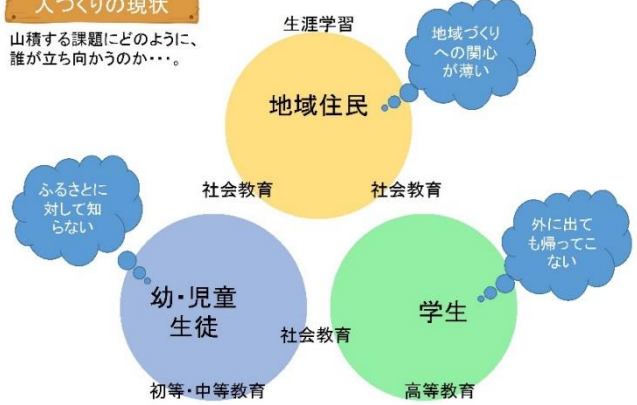 人づくりの現状
山積する課題にどのように、
誰が立ち向かうのか・・・。
生涯学習
地域づくり
への関心
が薄い
地域住民
社会教育
社会教育
ふるさとに
対して知
らない
外に出て
も帰ってこ
ない
幼・児童
生徒
学生
社会教育
初等・中等教育
高等教育